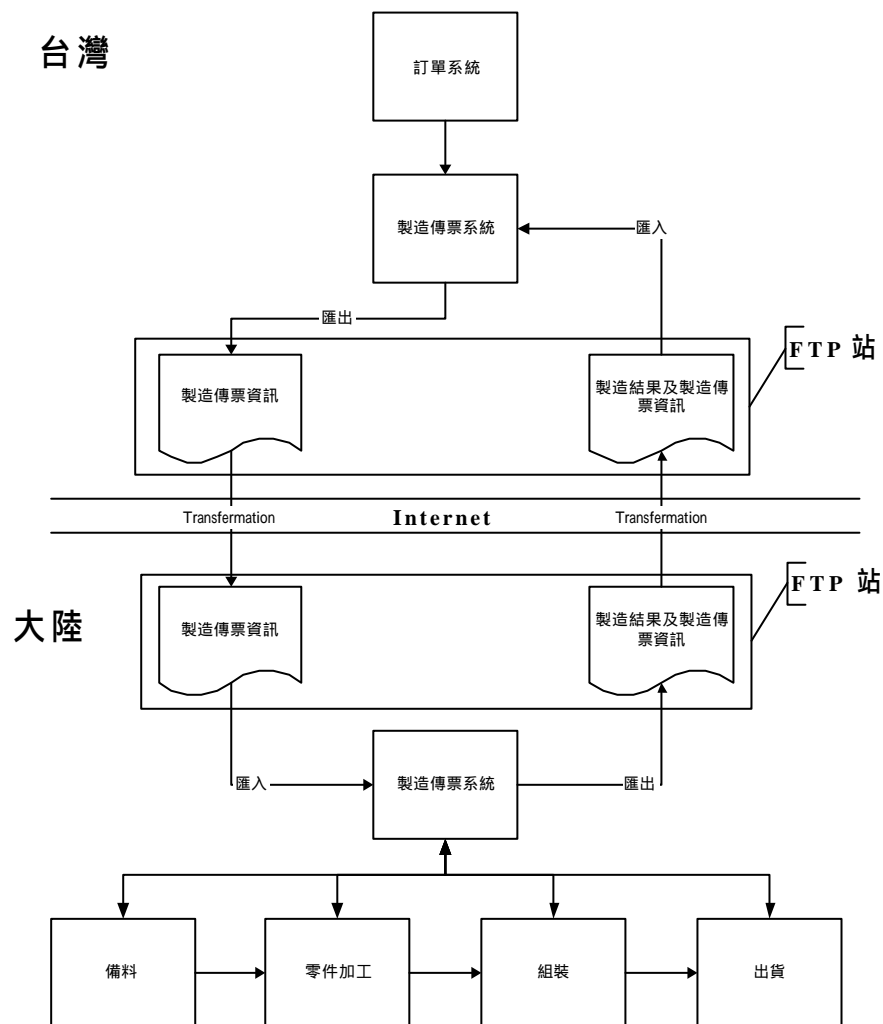 台灣
訂單系統
製造傳票系統
匯入
匯出
FTP 站
製造傳票資訊
製造結果及製造傳
票資訊
Transfermation
Internet
Transfermation
FTP 站
大陸
製造傳票資訊
製造結果及製造傳
票資訊
匯入
製造傳票系統
匯出
備料
零件加工
組裝
出貨